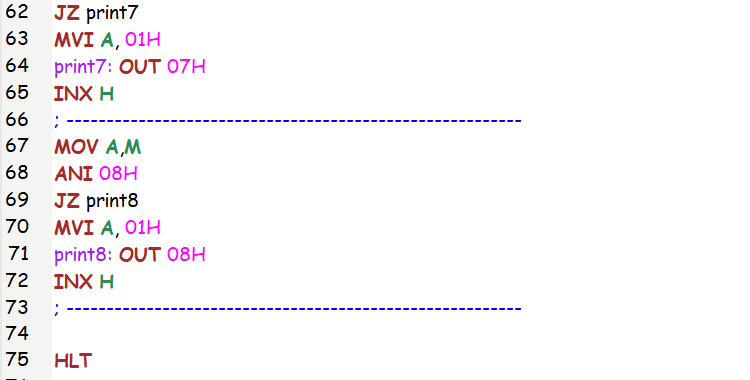 62 JZ print7
63 MVI A, 01H
64 print7: OUT 07H
65 INX H
66 ; ---------------------------------------------------------
67 MOV A,M
68 ANI 08H
69 JZ print8
70 MVI A, 01H
71 print8: OUT 08H
72 INX H
73 ; ---------------------------------------------------------
74
75 HLT